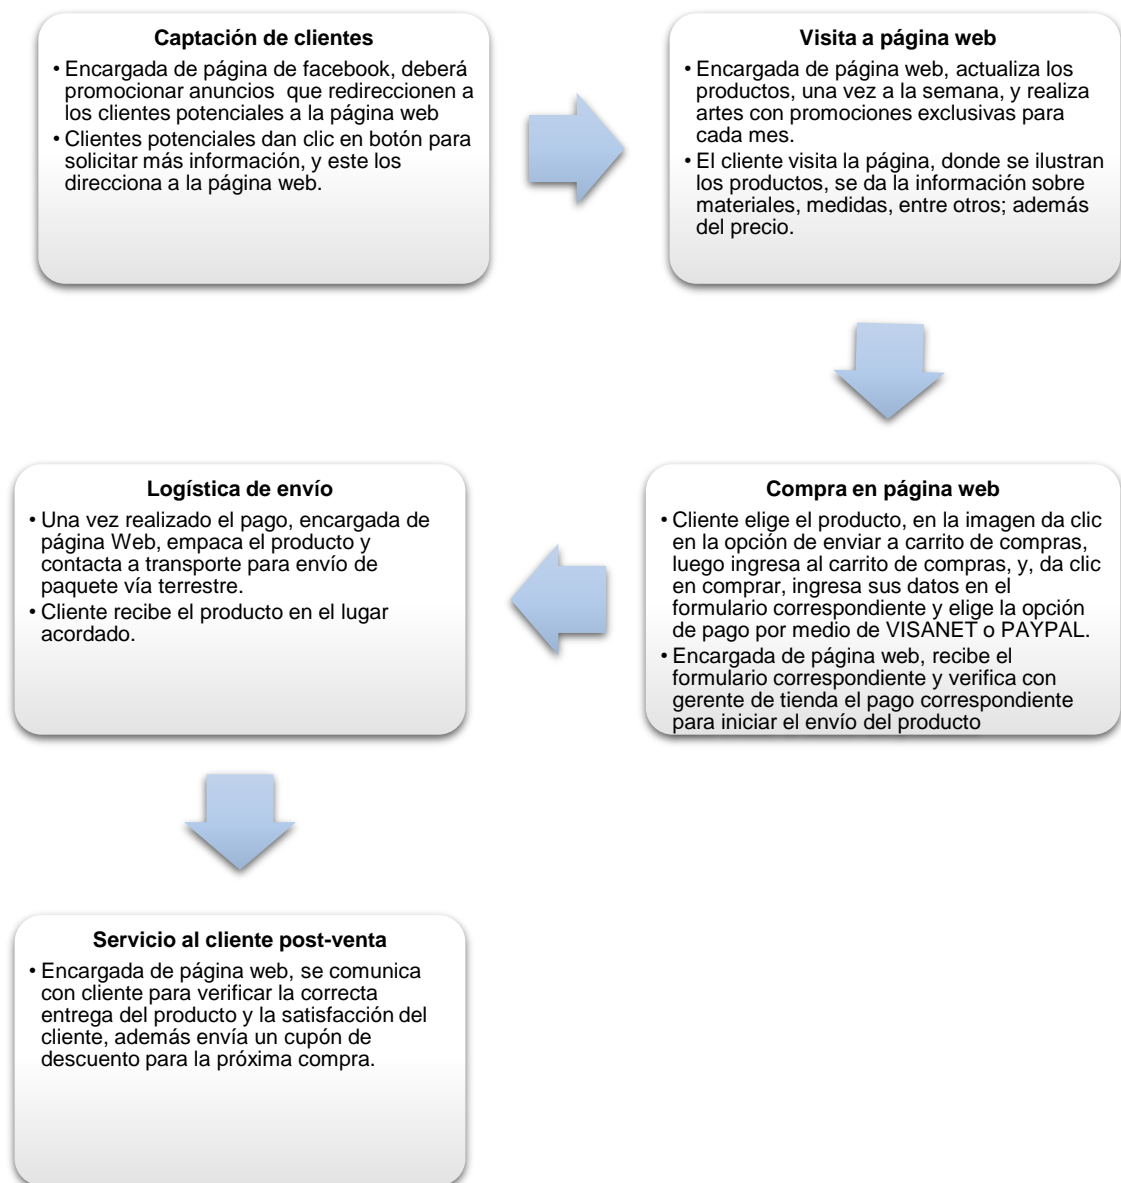 Captación de clientes
• Encargada de página de facebook, deberá
promocionar anuncios que redireccionen a
los clientes potenciales a la página web
• Clientes potenciales dan clic en botón para
solicitar más información, y este los
direcciona a la página web.
Visita a página web
• Encargada de página web, actualiza los
productos, una vez a la semana, y realiza
artes con promociones exclusivas para
cada mes.
• El cliente visita la página, donde se ilustran
los productos, se da la información sobre
materiales, medidas, entre otros; además
del precio.
Compra en página web
• Cliente elige el producto, en la imagen da clic
en la opción de enviar a carrito de compras,
luego ingresa al carrito de compras, y, da clic
en comprar, ingresa sus datos en el
formulario correspondiente y elige la opción
de pago por medio de VISANET o PAYPAL.
• Encargada de página web, recibe el
formulario correspondiente y verifica con
gerente de tienda el pago correspondiente
para iniciar el envío del producto
Logística de envío
• Una vez realizado el pago, encargada de
página Web, empaca el producto y
contacta a transporte para envío de
paquete vía terrestre.
• Cliente recibe el producto en el lugar
acordado.
Servicio al cliente post-venta
• Encargada de página web, se comunica
con cliente para verificar la correcta
entrega del producto y la satisfacción del
cliente, además envía un cupón de
descuento para la próxima compra.